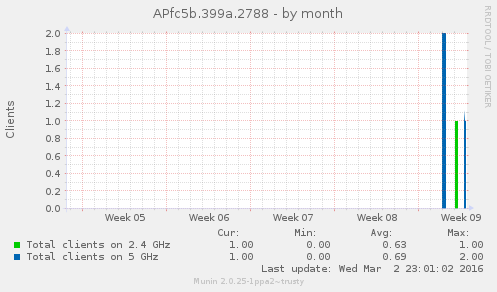 APfc5b.399a.2788 - by month
RRDTOOL / TOBI OETIKER
Clients
2.0
1.8
1.6
1.4
1.2
1.0
0.8
0.6
0.4
0.2
0.0
Week 05 Week 06 Week 07 Week 08 Week 09
Cur: Min: Avg: Max:
Total clients on 2.4 GHz 1.00 0.00 0.63 1.00
Total clients on 5 GHz 1.00 0.00 0.69 2.00
Last update: Wed Mar 2 23:01:02 2016
Munin 2.0.25-1ppa2~trusty